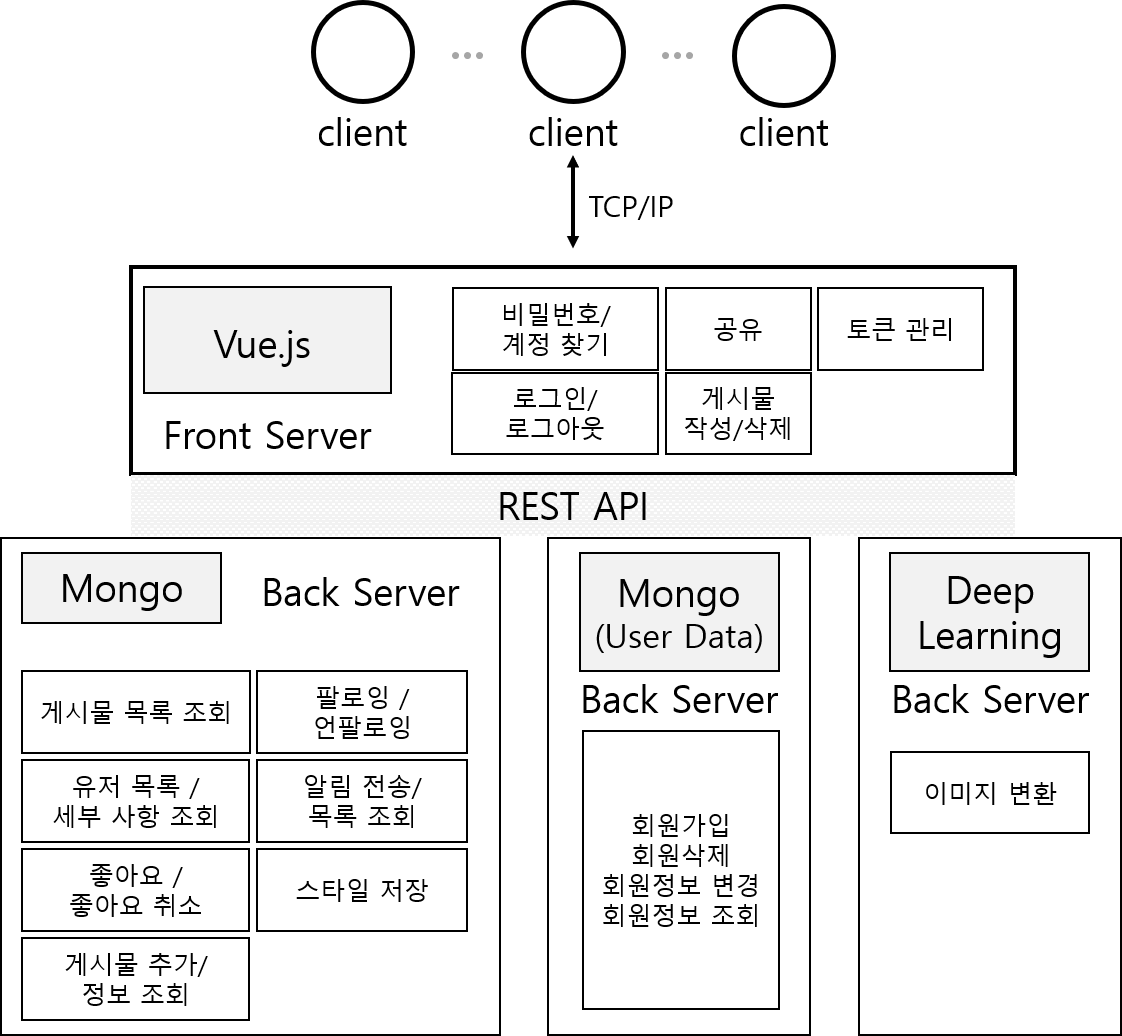 client
client
client
TCP/IP
Vue.js
Front Server
비밀번호/
계정 찾기
공유
토큰 관리
로그인/
로그아웃
게시물
작성/삭제
REST API
Mongo
Back Server
게시물 목록 조회
팔로잉 /
언팔로잉
유저 목록 /
세부 사항 조회
알림 전송/
목록 조회
좋아요 /
좋아요 취소
스타일 저장
게시물 추가/
정보 조회
Mongo
(User Data)
Back Server
회원가입
회원삭제
회원정보 변경
회원정보 조회
Deep
Learning
Back Server
이미지 변환